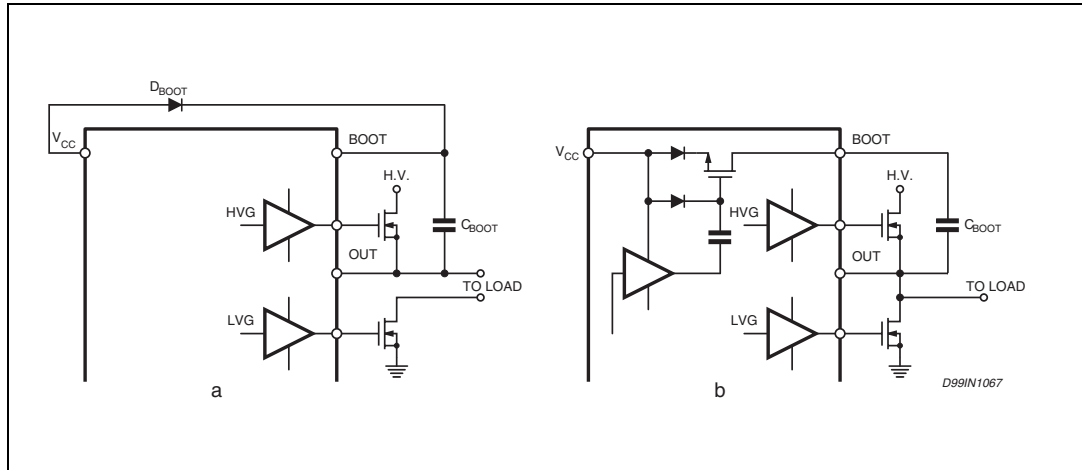 DBOOT
VCC
BOOT
H.V.
HVG
CBOOT
OUT
TO LOAD
LVG
a
VCC
BOOT
H.V.
HVG
CBOOT
OUT
TO LOAD
LVG
b
D99IN1067